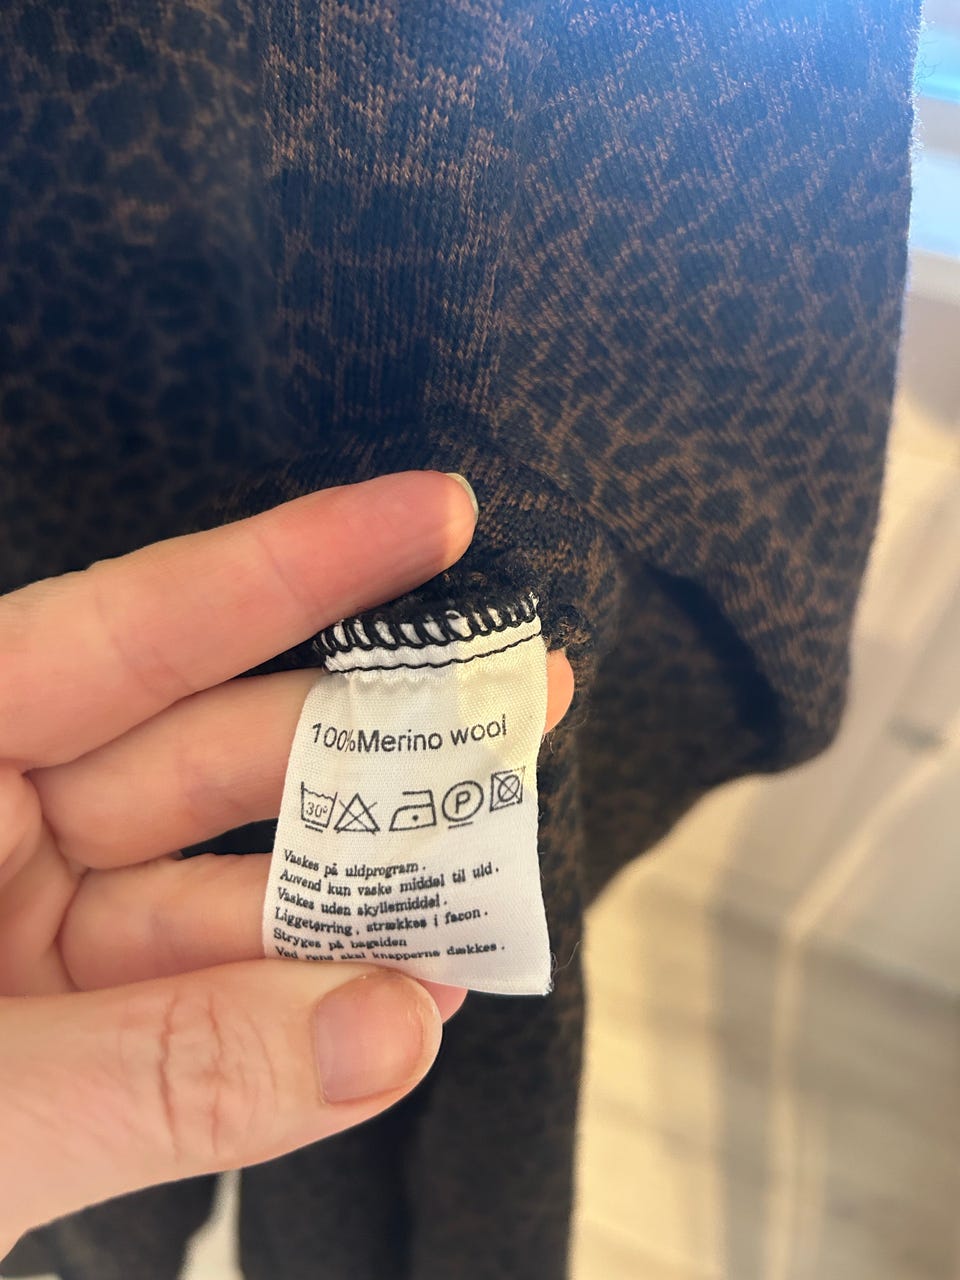 100%Merino wool
30° P
Vaskes på uldprogram.
Anvend kun vaske middel til uld.
Vaskes uden skyllemiddel.
Liggetørring, strækkes i facon.
Stryges på bagsiden
Ved rens skal knapperne dækkes.